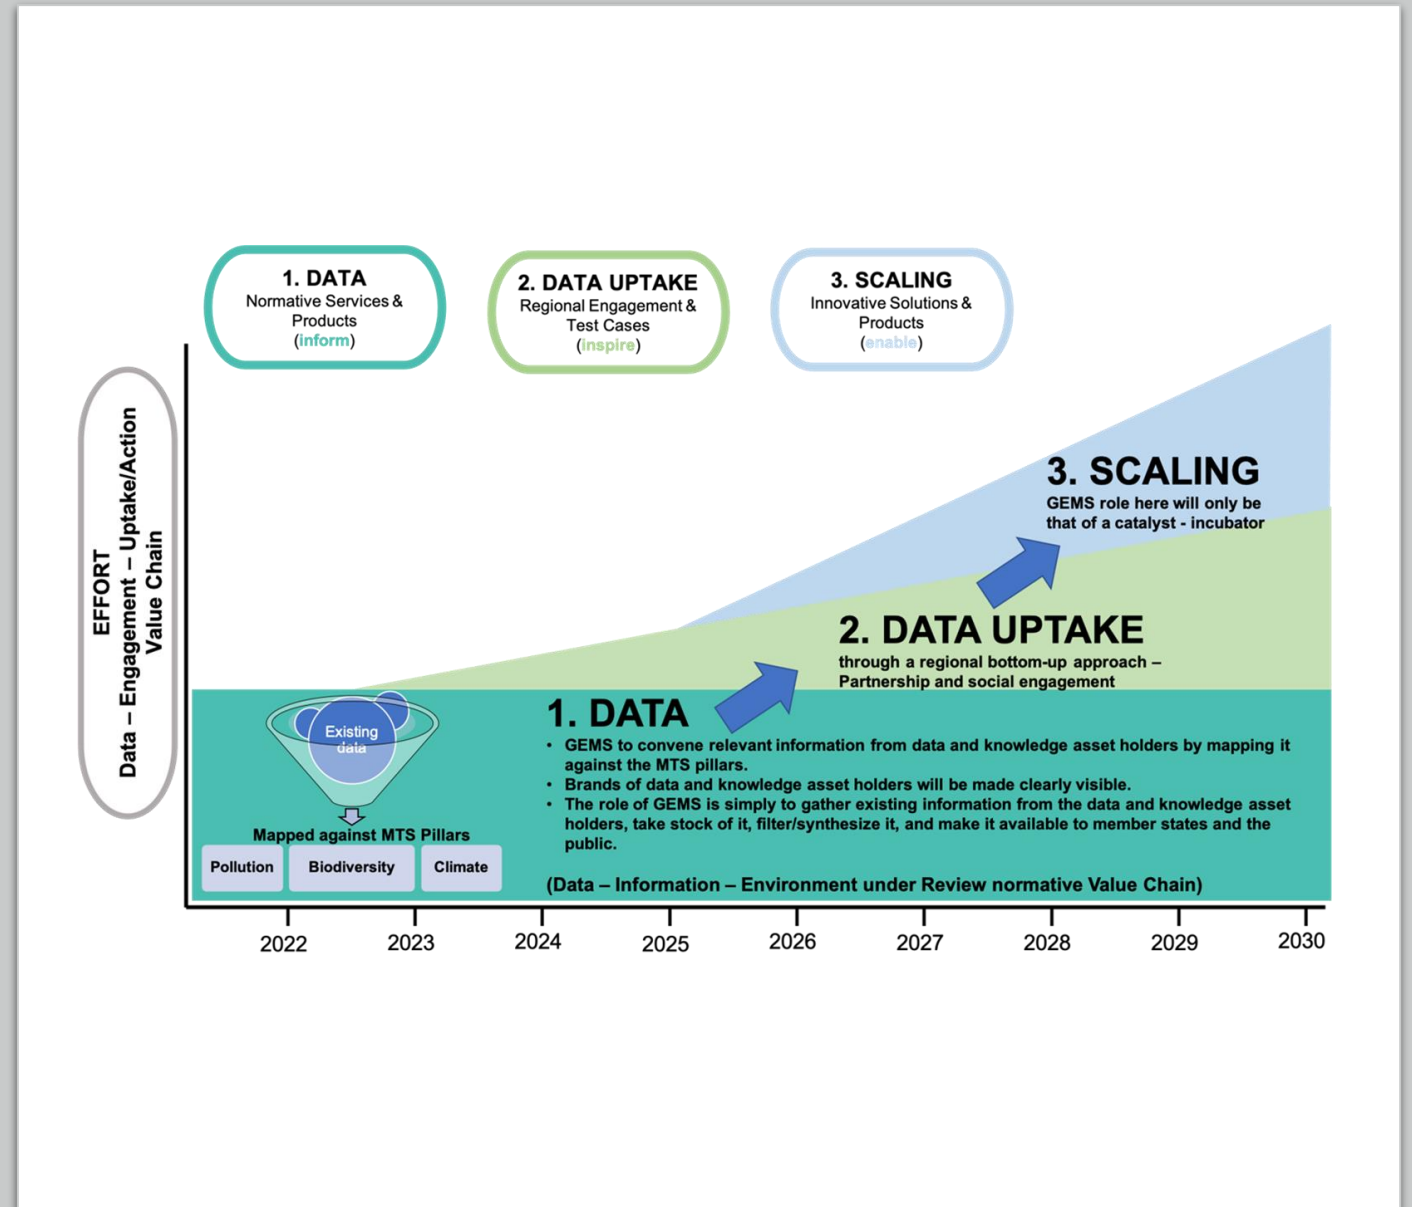 1. DATA
Normative Services &
Products
(inform)
2. DATA UPTAKE
Regional Engagement &
Test Cases
(inspire)
3. SCALING
Innovative Solutions &
Products
(enable)
EFFORT
Data – Engagement – Uptake/Action
Value Chain
3. SCALING
GEMS role here will only be
that of a catalyst - incubator
2. DATA UPTAKE
through a regional bottom-up approach –
Partnership and social engagement
Existing
data
Mapped against MTS Pillars
Pollution
Biodiversity
Climate
1. DATA
• GEMS to convene relevant information from data and knowledge asset holders by mapping it
against the MTS pillars.
• Brands of data and knowledge asset holders will be made clearly visible.
• The role of GEMS is simply to gather existing information from the data and knowledge asset
holders, take stock of it, filter/synthesize it, and make it available to member states and the
public.
(Data – Information – Environment under Review normative Value Chain)
2022 2023 2024 2025 2026 2027 2028 2029 2030